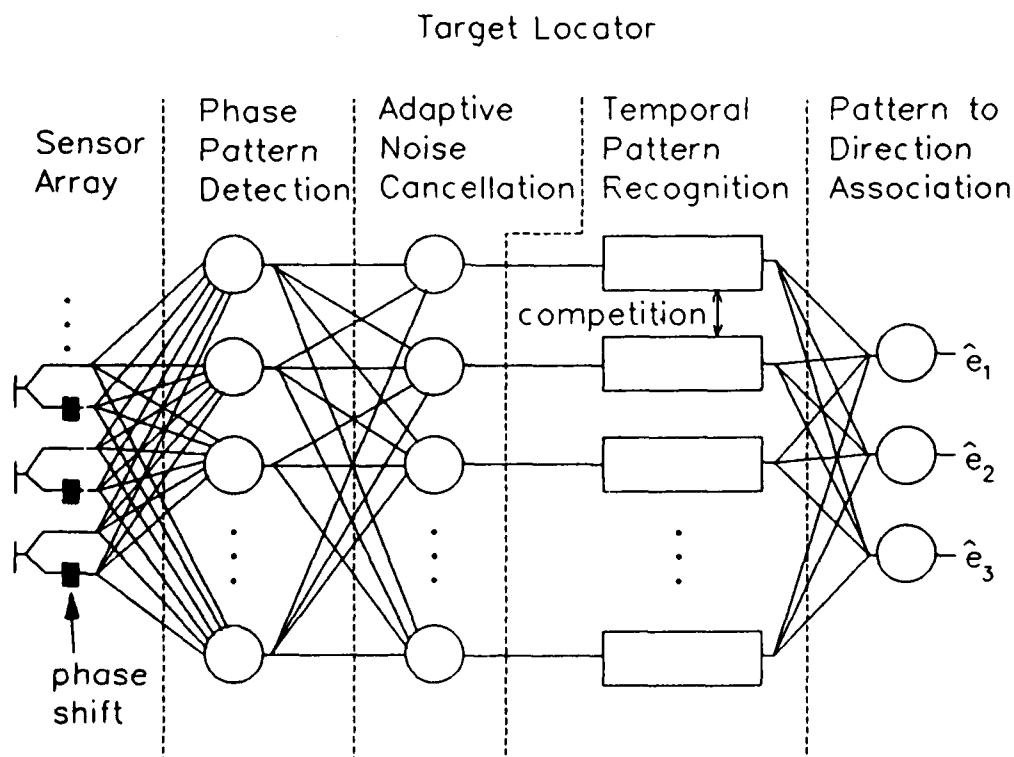 Target Locator
Sensor
Array
Phase
Pattern
Detection
Adaptive
Noise
Cancellation
Temporal
Pattern
Recognition
Pattern to
Direction
Association
competition
ê₁
ê₂
ê₃
phase
shift